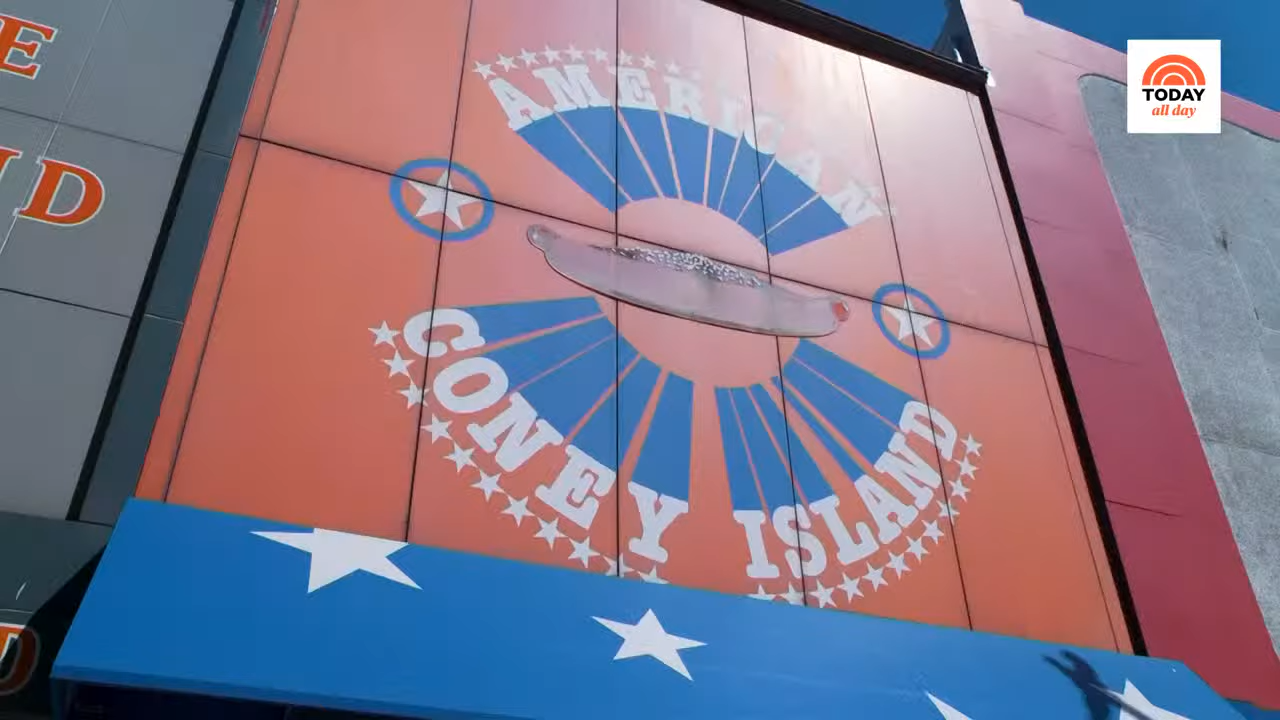 E
D
AMERICAN
CONEY ISLAND
TODAY
all day